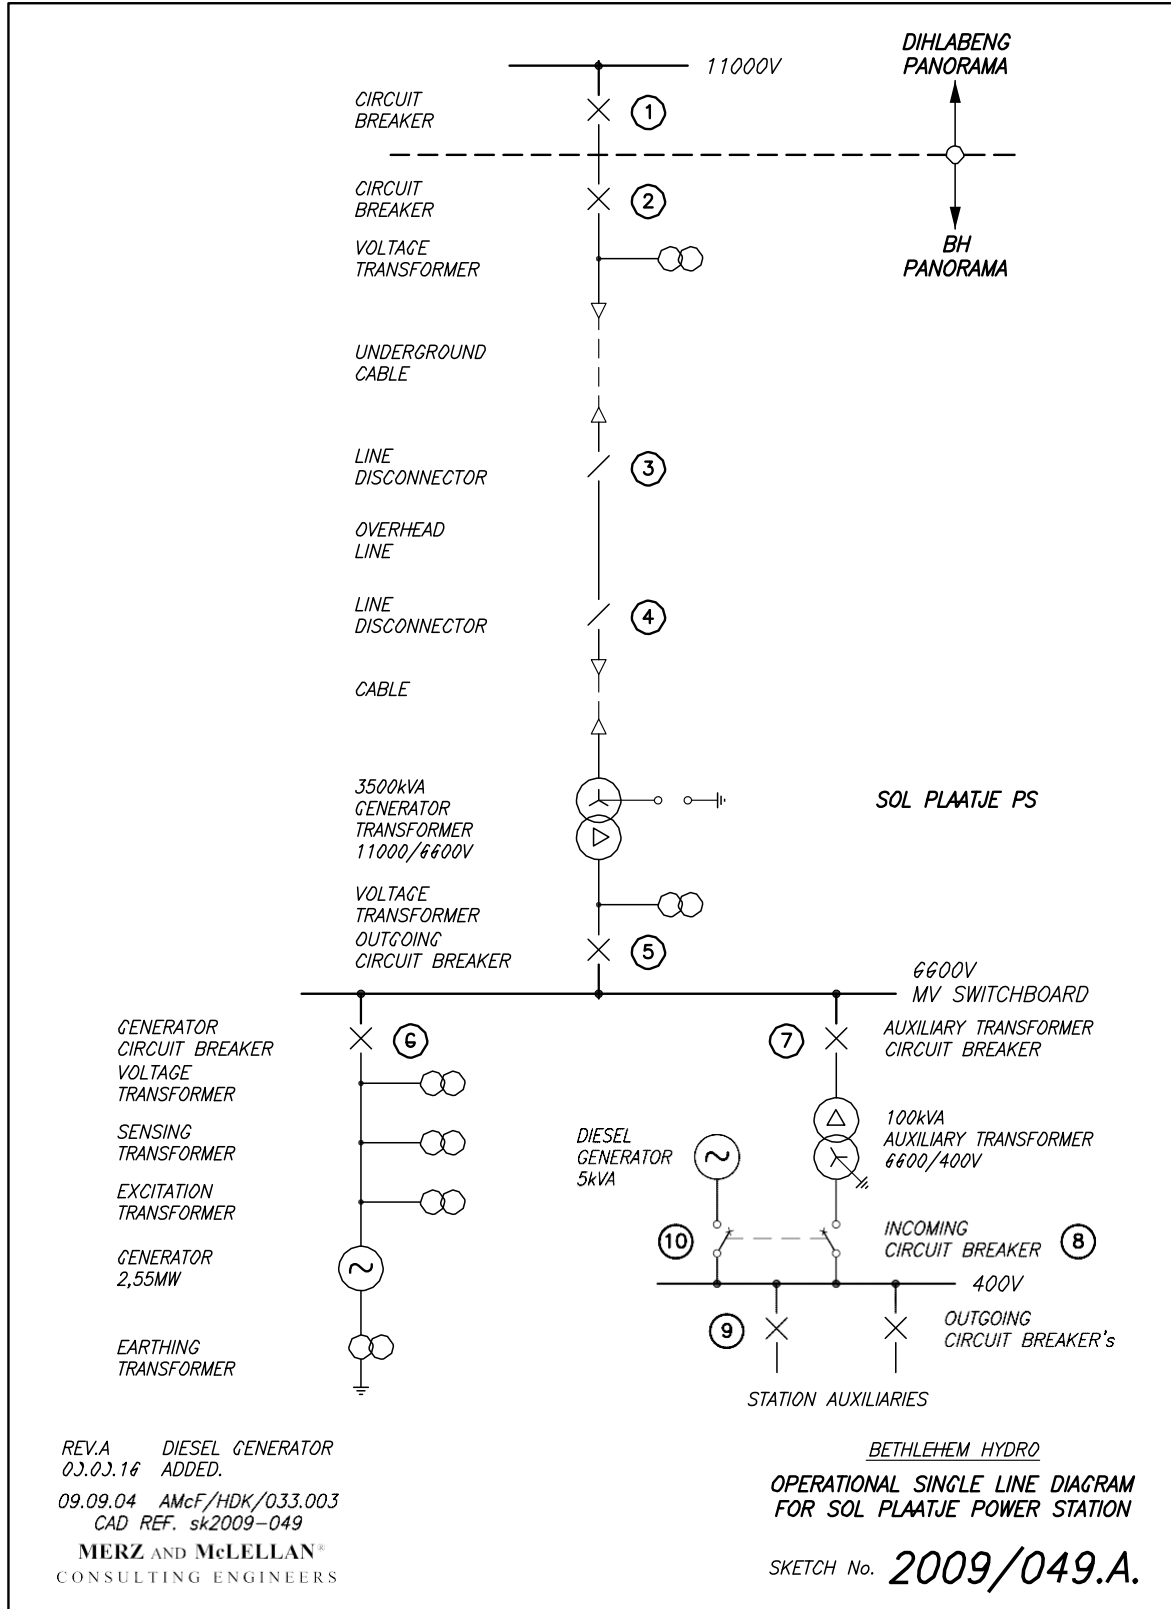 DIHLABENG
PANORAMA
11000V
CIRCUIT
BREAKER
1
CIRCUIT
BREAKER
2
BH
PANORAMA
VOLTAGE
TRANSFORMER
UNDERGROUND
CABLE
LINE
DISCONNECTOR
3
OVERHEAD
LINE
LINE
DISCONNECTOR
4
CABLE
3500kVA
GENERATOR
TRANSFORMER
11000/6600V
SOL PLAATJE PS
VOLTAGE
TRANSFORMER
OUTGOING
CIRCUIT BREAKER
5
6600V
MV SWITCHBOARD
GENERATOR
CIRCUIT BREAKER
6
VOLTAGE
TRANSFORMER
SENSING
TRANSFORMER
EXCITATION
TRANSFORMER
GENERATOR
2,55MW
EARTHING
TRANSFORMER
7
AUXILIARY TRANSFORMER
CIRCUIT BREAKER
100kVA
AUXILIARY TRANSFORMER
6600/400V
DIESEL
GENERATOR
5kVA
10
INCOMING
CIRCUIT BREAKER
8
400V
9
OUTGOING
CIRCUIT BREAKER's
STATION AUXILIARIES
REV.A DIESEL GENERATOR
ADDED.
09.09.04 AMcF/HDK/033.003
CAD REF. sk2009-049
MERZ AND McLELLAN®
CONSULTING ENGINEERS
BETHLEHEM HYDRO
OPERATIONAL SINGLE LINE DIAGRAM
FOR SOL PLAATJE POWER STATION
SKETCH No. 2009/049.A.